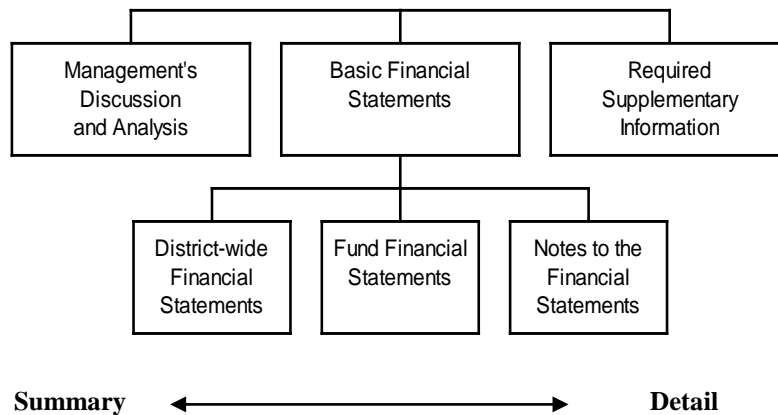 Management's
Discussion
and Analysis
Basic Financial
Statements
Required
Supplementary
Information
District-wide
Financial
Statements
Fund Financial
Statements
Notes to the
Financial
Statements
Summary
Detail